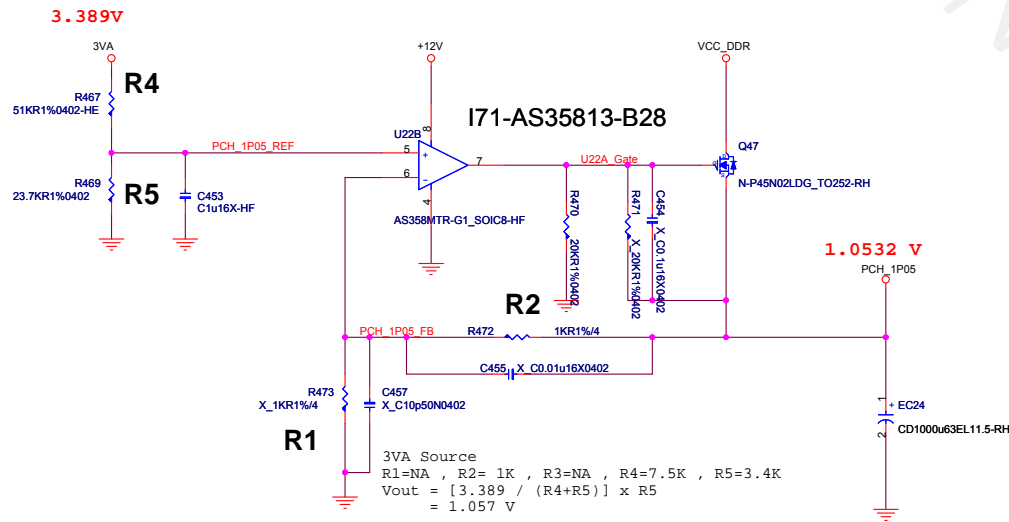 3.389V
3VA
R4
R467
51KR1%0402-HE
PCH_1P05_REF
R469
23.7KR1%0402
R5
C453
C1u16X-HF
+12V
8
U22B
5
+
6
-
7
4
I71-AS35813-B28
AS358MTR-G1_SOIC8-HF
U22A_Gate
R470
20KR1%0402
R471
X_20KR1%0402
C454
X_C0.1u16X0402
VCC_DDR
Q47
N-P45N02LDG_TO252-RH
1.0532 V
PCH_1P05
R2
PCH_1P05_FB
R472
1KR1%/4
C455
X_C0.01u16X0402
R473
X_1KR1%/4
R1
C457
X_C10p50N0402
1
+
EC24
2
CD1000u63EL11.5-RH
3VA Source
R1=NA , R2= 1K , R3=NA , R4=7.5K , R5=3.4K
Vout = [3.389 / (R4+R5)] x R5
= 1.057 V